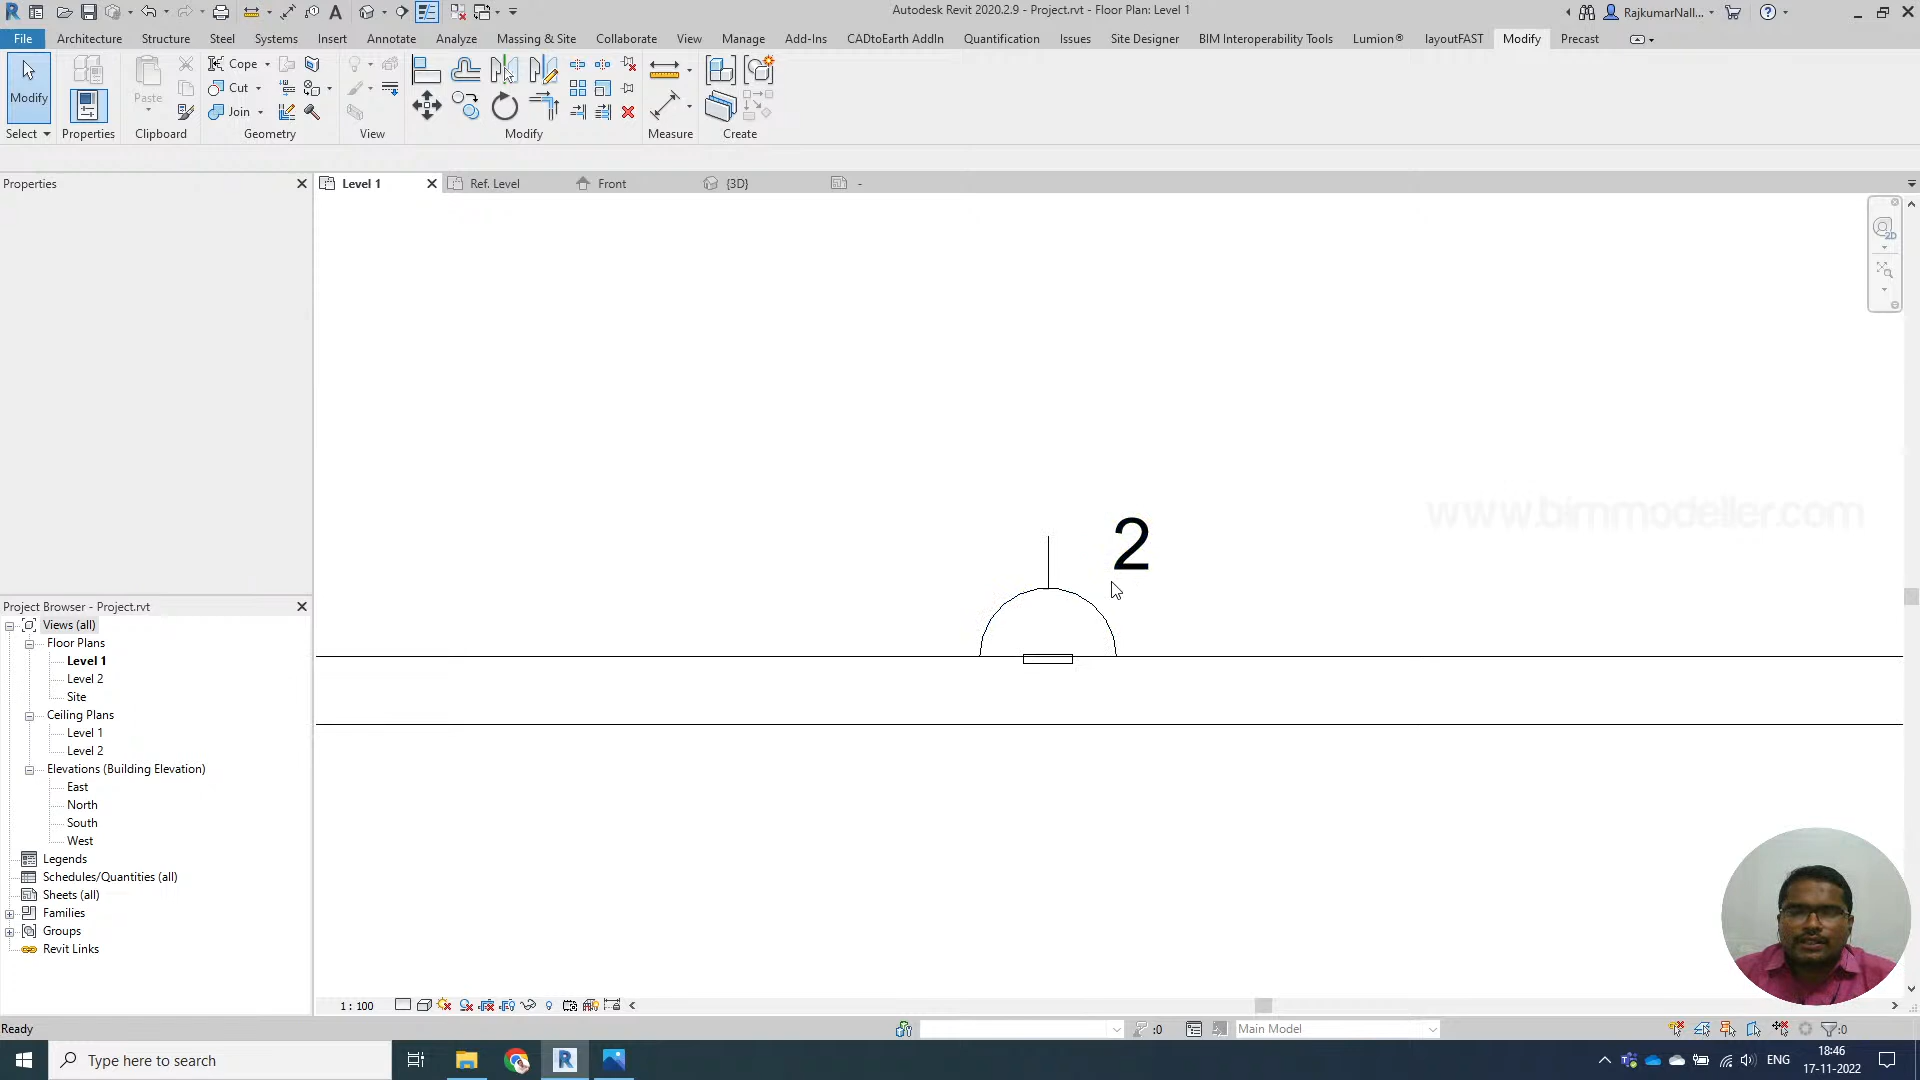 Autodesk Revit 2020.2.9 - Project.rvt - Floor Plan: Level 1
RajkumarNall...
File Architecture Structure Steel Systems Insert Annotate Analyze Massing & Site Collaborate View Manage Add-Ins CADtoEarth AddIn Quantification Issues Site Designer BIM Interoperability Tools Lumion® layoutFAST Modify Precast
Modify
Paste
Cope
Cut
Join
Select Properties Clipboard Geometry View Modify Measure Create
Properties
Level 1 Ref. Level Front {3D} -
2
www.bimmodeller.com
Project Browser - Project.rvt
Views (all)
Floor Plans
Level 1
Level 2
Site
Ceiling Plans
Level 1
Level 2
Elevations (Building Elevation)
East
North
South
West
Legends
Schedules/Quantities (all)
Sheets (all)
Families
Groups
Revit Links
1 : 100
Ready
:0
Main Model
:0
Type here to search
ENG
18:46
17-11-2022